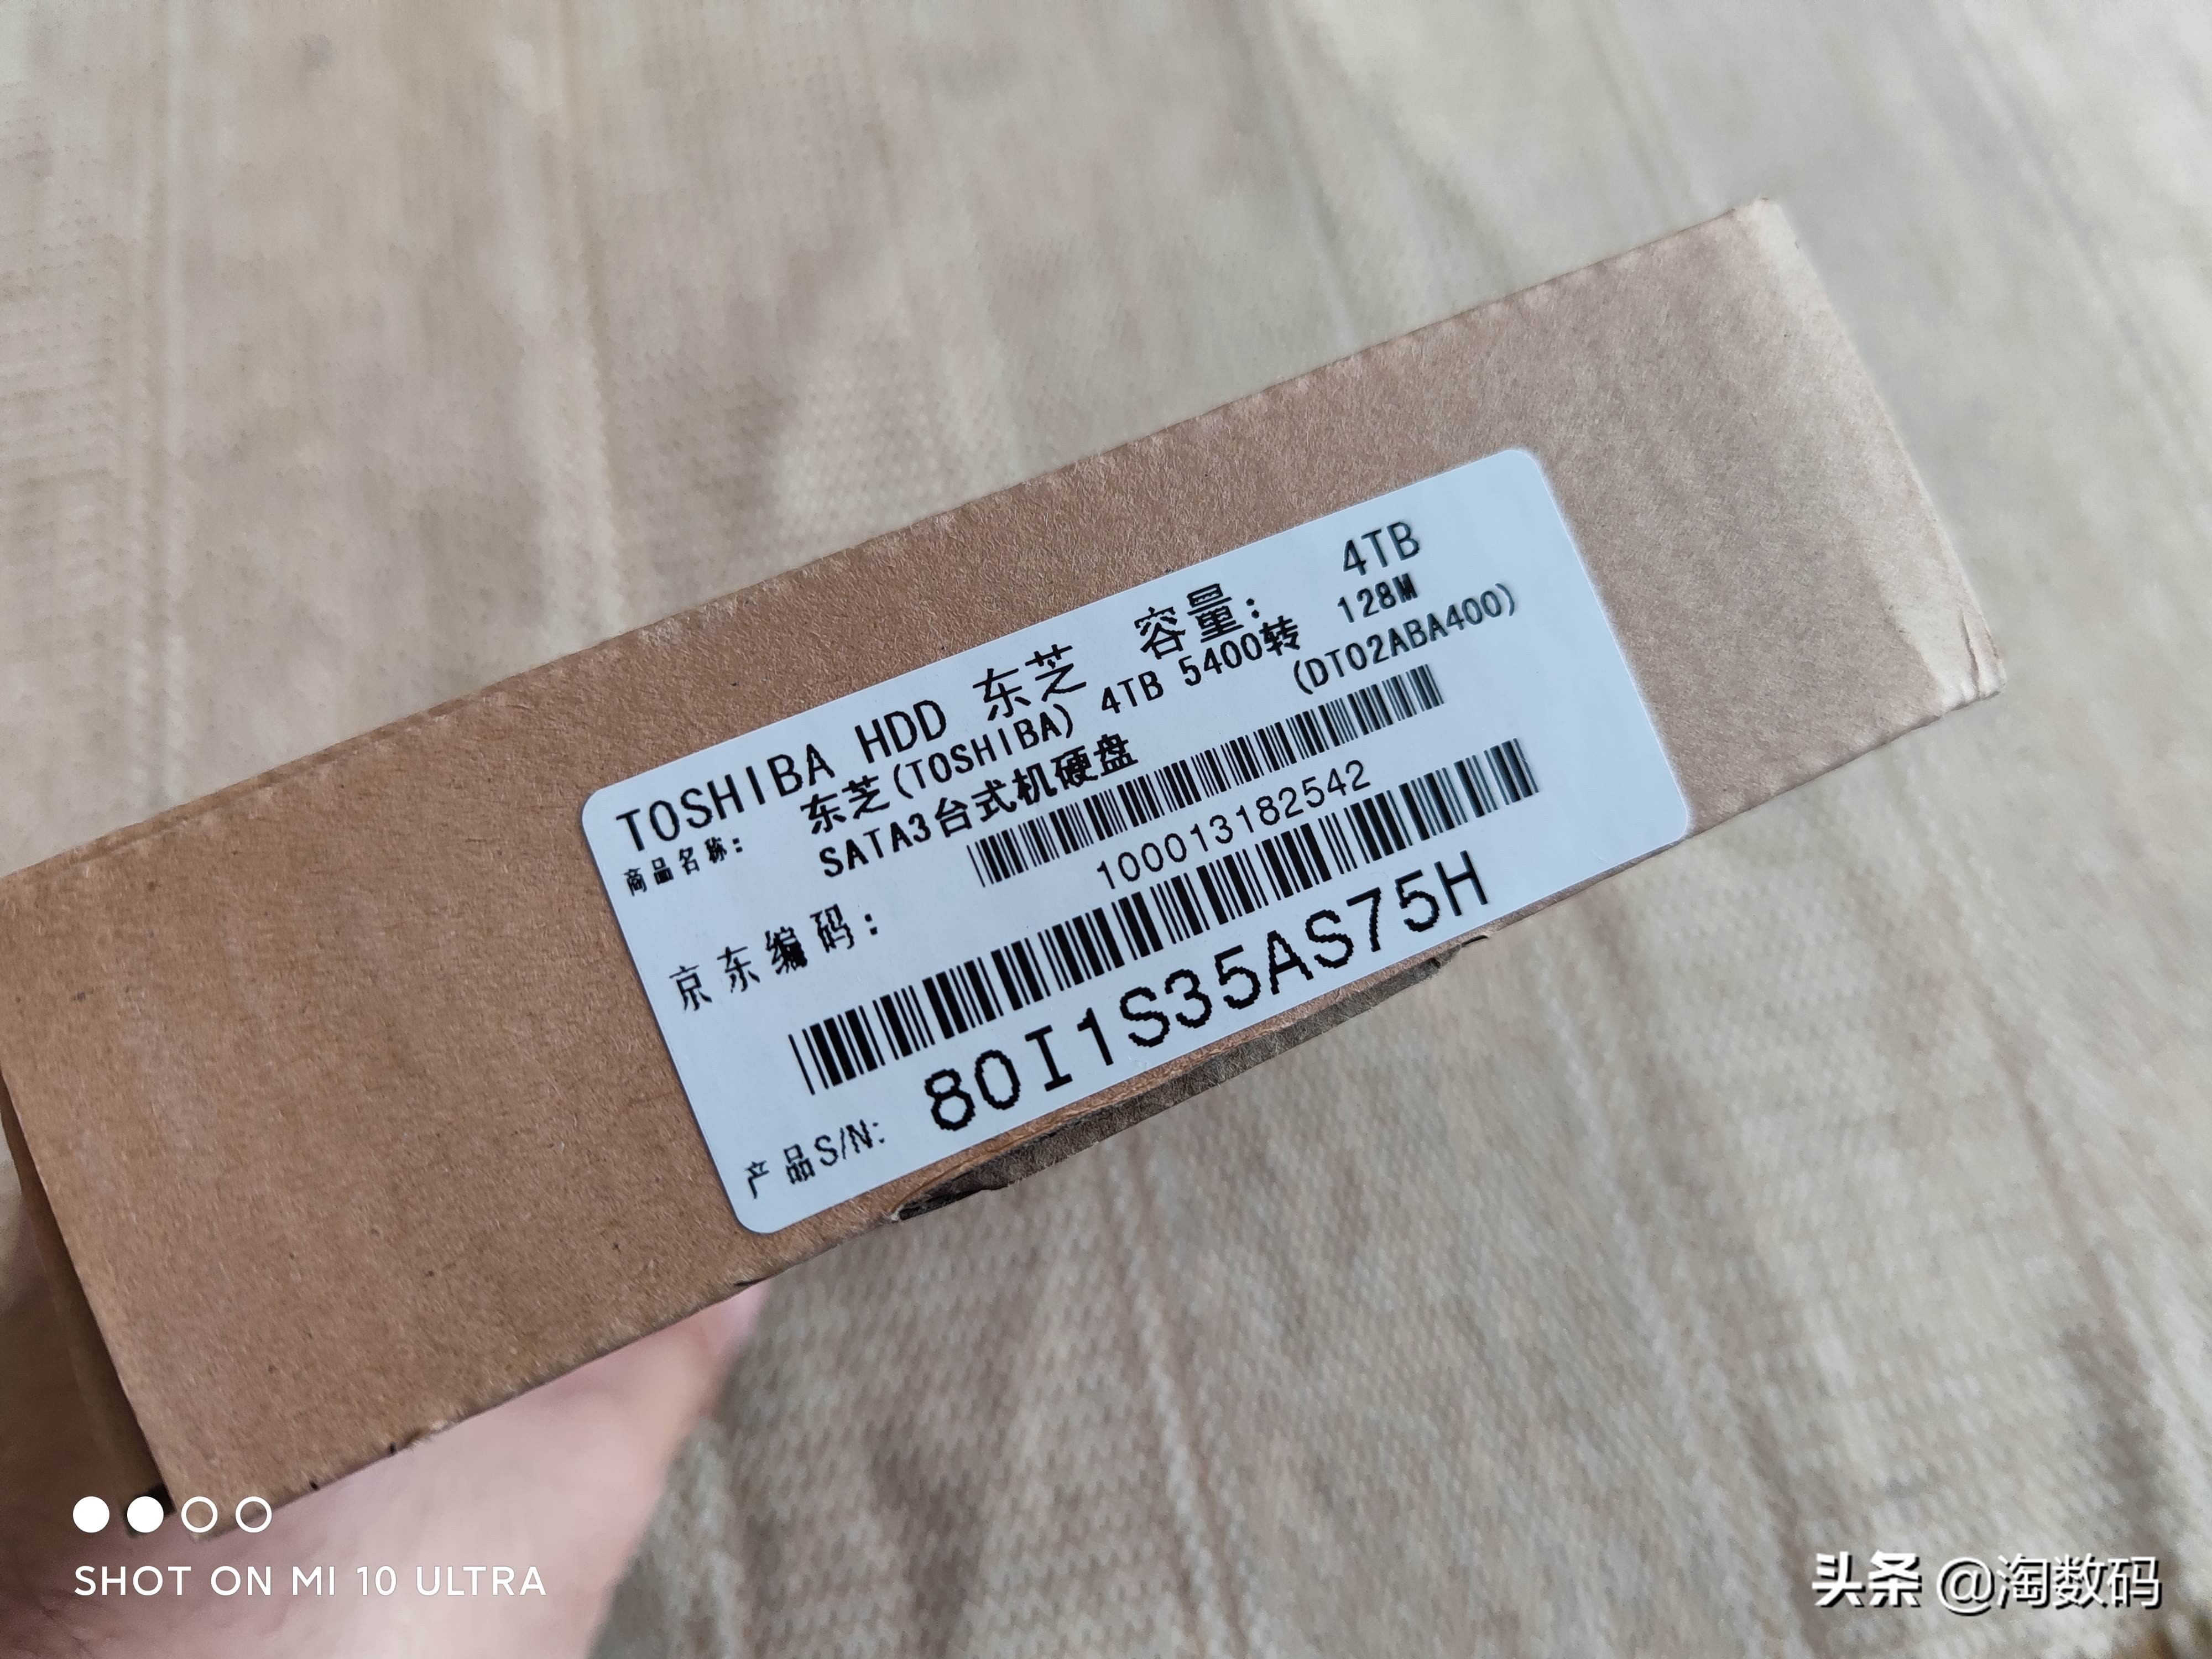 TOSHIBA HDD 东芝 容量: 4TB
商品名称: 东芝(TOSHIBA) 4TB 5400转 128M
SATA3台式机硬盘 (DT02ABA400)
京东编码: 100013182542
产品S/N: 80I1S35AS75H
SHOT ON MI 10 ULTRA
头条 @淘数码